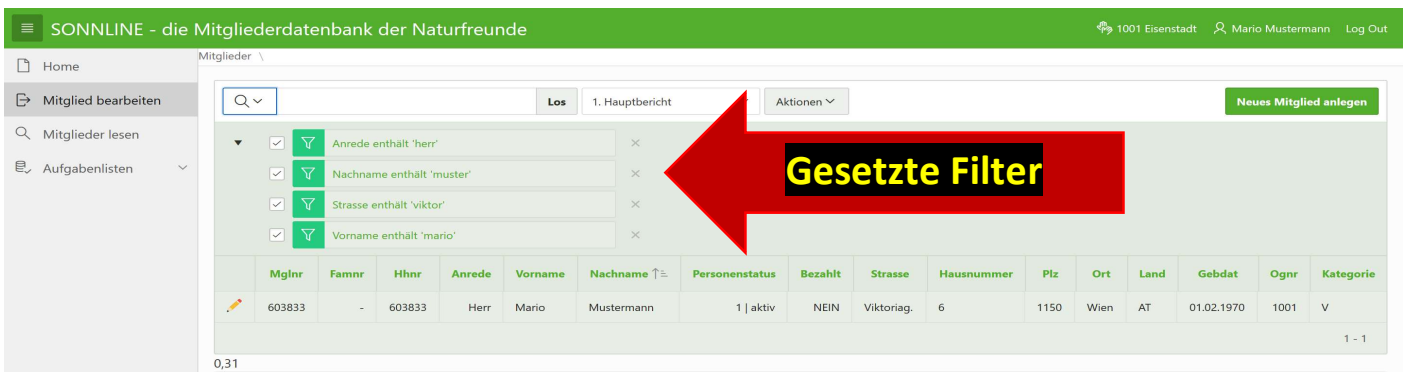 SONNLINE - die Mitgliederdatenbank der Naturfreunde
1001 Eisenstadt Mario Mustermann Log Out
Home
Mitglied bearbeiten
Mitglieder lesen
Aufgabenlisten
Mitglieder \
Los 1. Hauptbericht Aktionen Neues Mitglied anlegen
Anrede enthält 'herr'
Nachname enthält 'muster'
Strasse enthält 'viktor'
Vorname enthält 'mario'
Gesetzte Filter
Mglnr Famnr Hhnr Anrede Vorname Nachname Personenstatus Bezahlt Strasse Hausnummer Plz Ort Land Gebdat Ognr Kategorie
603833 - 603833 Herr Mario Mustermann 1 | aktiv NEIN Viktoriag. 6 1150 Wien AT 01.02.1970 1001 V
1 - 1
0,31